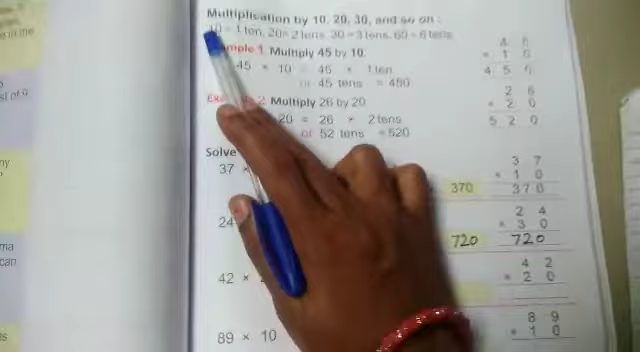 Multiplication by 10, 20, 30, and so on :
10 = 1 ten, 20 = 2 tens, 30 = 3 tens, 60 = 6 tens
Multiply 45 by 10.
45 × 10 = 45 × 1 ten
or 45 tens = 450
4 5
× 1 0
4 5 0
2. Multiply 26 by 20
20 = 26 × 2 tens
or 52 tens = 520
2 6
× 2 0
5 2 0
Solve
37 ×
370
3 7
× 1 0
3 7 0
24
720
2 4
× 3 0
720
42 ×
4 2
× 2 0
89 × 10
8 9
× 1 0